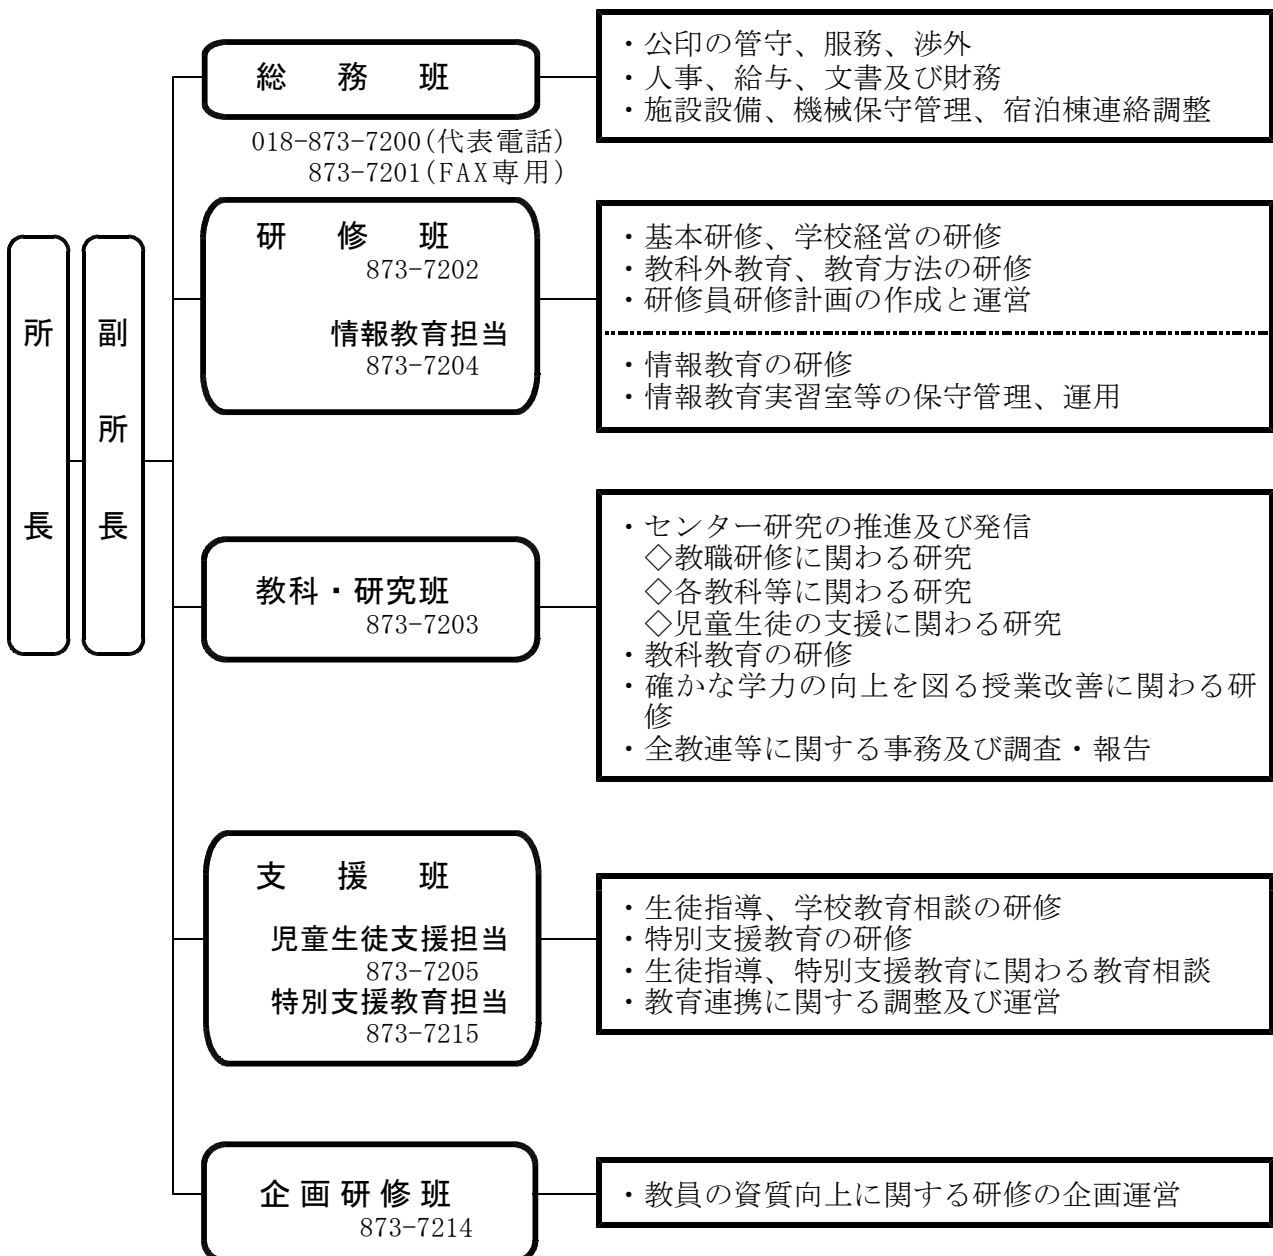 所長
副所長
総務班
018-873-7200(代表電話)
873-7201(FAX専用)
・公印の管守、服務、渉外
・人事、給与、文書及び財務
・施設設備、機械保守管理、宿泊棟連絡調整
研修班
873-7202
情報教育担当
873-7204
・基本研修、学校経営の研修
・教科外教育、教育方法の研修
・研修員研修計画の作成と運営
・情報教育の研修
・情報教育実習室等の保守管理、運用
教科・研究班
873-7203
・センター研究の推進及び発信
◇教職研修に関わる研究
◇各教科等に関わる研究
◇児童生徒の支援に関わる研究
・教科教育の研修
・確かな学力の向上を図る授業改善に関わる研
修
・全教連等に関する事務及び調査・報告
支援班
児童生徒支援担当
873-7205
特別支援教育担当
873-7215
・生徒指導、学校教育相談の研修
・特別支援教育の研修
・生徒指導、特別支援教育に関わる教育相談
・教育連携に関する調整及び運営
企画研修班
873-7214
・教員の資質向上に関する研修の企画運営